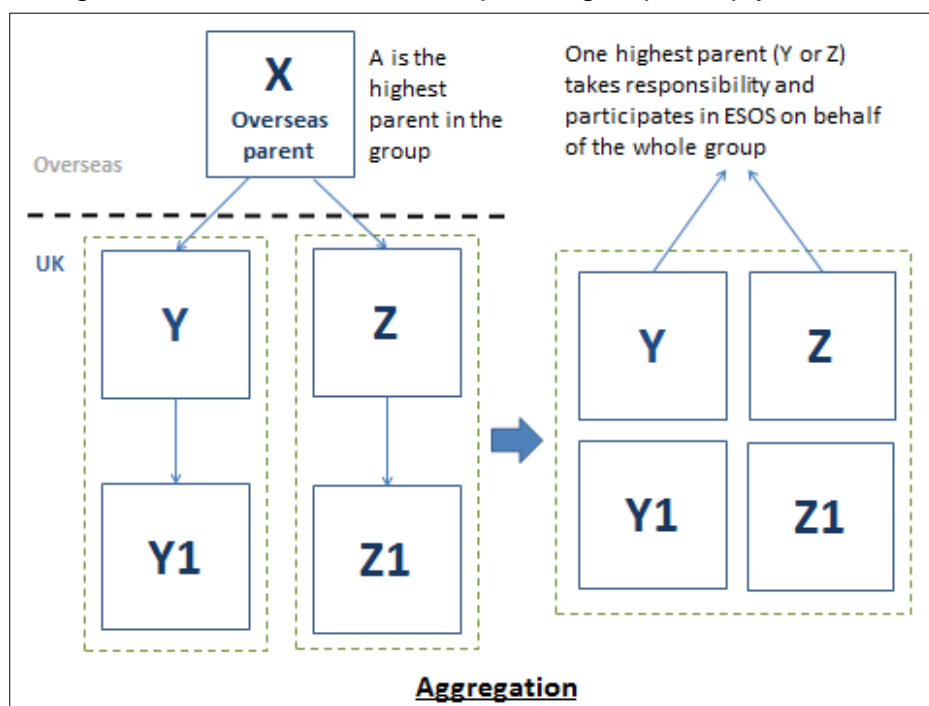 X
Overseas
parent
A is the
highest
parent in the
group
One highest parent (Y or Z)
takes responsibility and
participates in ESOS on behalf
of the whole group
Overseas
UK
Y
Z
Y1
Z1
Y
Z
Y1
Z1
Aggregation